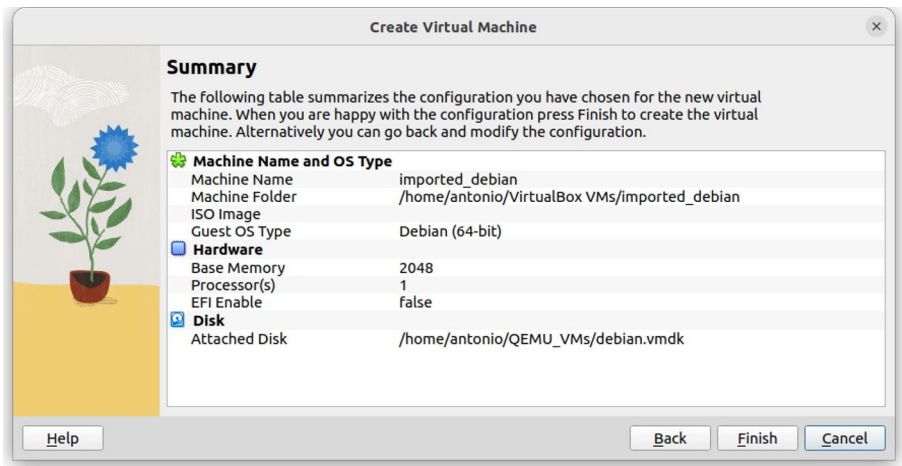 Create Virtual Machine
Summary
The following table summarizes the configuration you have chosen for the new virtual
machine. When you are happy with the configuration press Finish to create the virtual
machine. Alternatively you can go back and modify the configuration.
Machine Name and OS Type
Machine Name imported_debian
Machine Folder /home/antonio/VirtualBox VMs/imported_debian
ISO Image
Guest OS Type Debian (64-bit)
Hardware
Base Memory 2048
Processor(s) 1
EFI Enable false
Disk
Attached Disk /home/antonio/QEMU_VMs/debian.vmdk
Help Back Finish Cancel